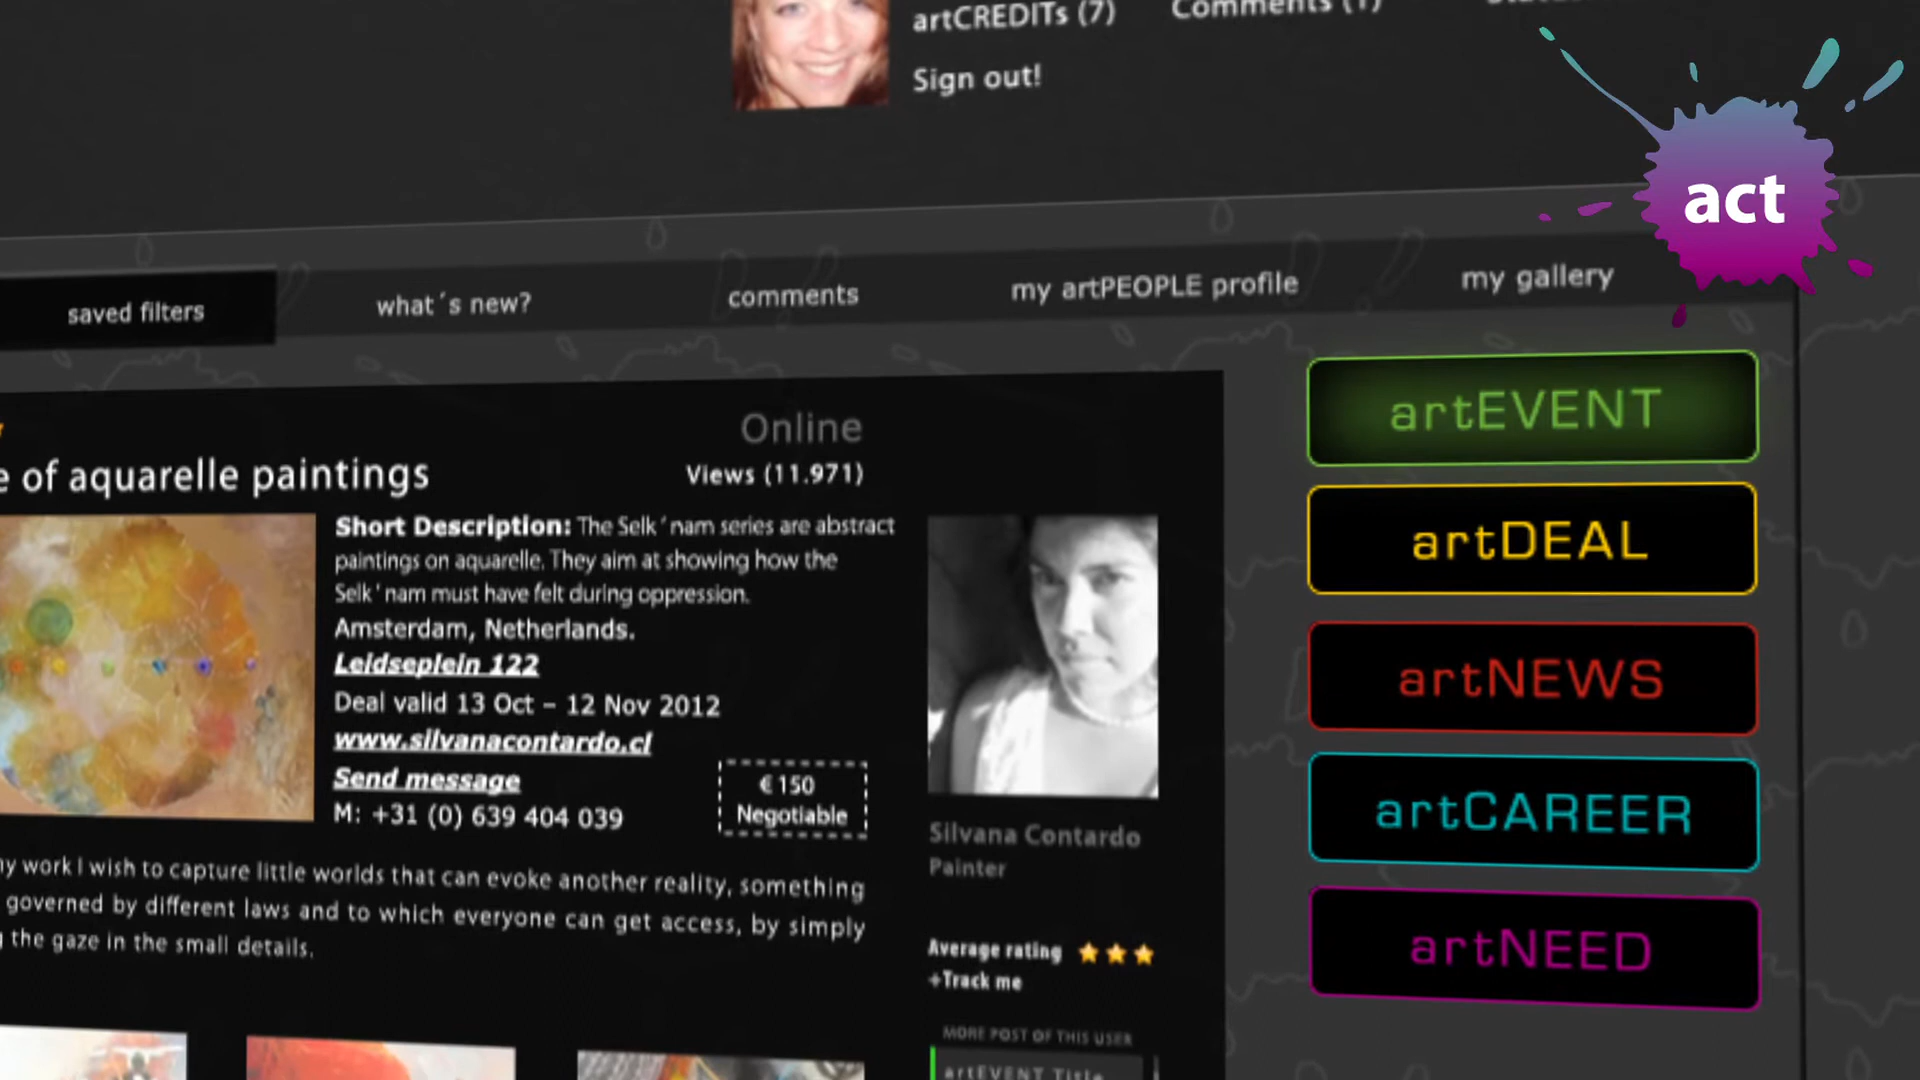 artCREDITs (7)
Comments (1)
Sign out!
act
saved filters
what´s new?
comments
my artPEOPLE profile
my gallery
Online
of aquarelle paintings
Views (11.971)
Short Description: The Selk´nam series are abstract
paintings on aquarelle. They aim at showing how the
Selk´nam must have felt during oppression.
Amsterdam, Netherlands.
Leidseplein 122
Deal valid 13 Oct – 12 Nov 2012
www.silvanacontardo.cl
Send message
M: +31 (0) 639 404 039
€ 150
Negotiable
work I wish to capture little worlds that can evoke another reality, something
governed by different laws and to which everyone can get access, by simply
the gaze in the small details.
Silvana Contardo
Painter
Average rating
+Track me
MORE POST OF THIS USER
artEVENT Title
artEVENT
artDEAL
artNEWS
artCAREER
artNEED